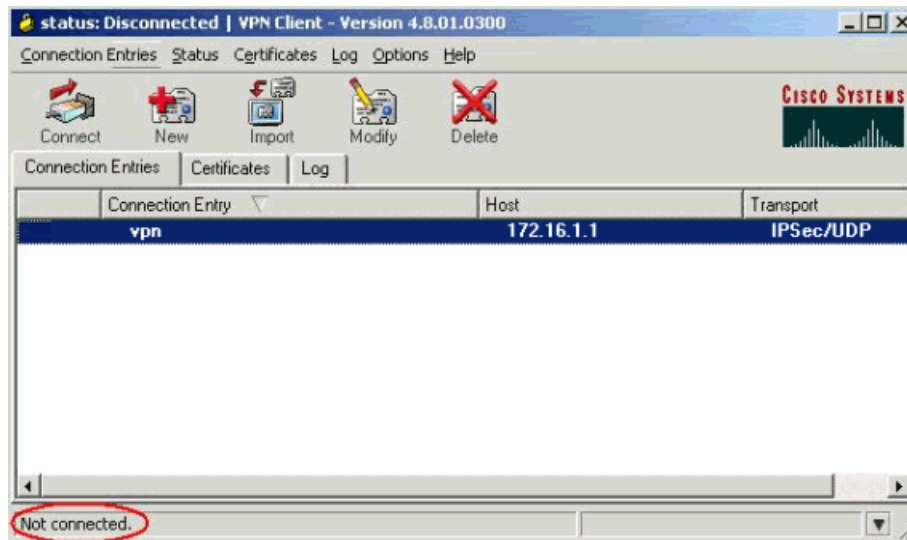 status: Disconnected | VPN Client - Version 4.8.01.0300
Connection Entries Status Certificates Log Options Help
Connect New Import Modify Delete
CISCO SYSTEMS
Connection Entries Certificates Log
Connection Entry Host Transport
vpn 172.16.1.1 IPSec/UDP
Not connected.